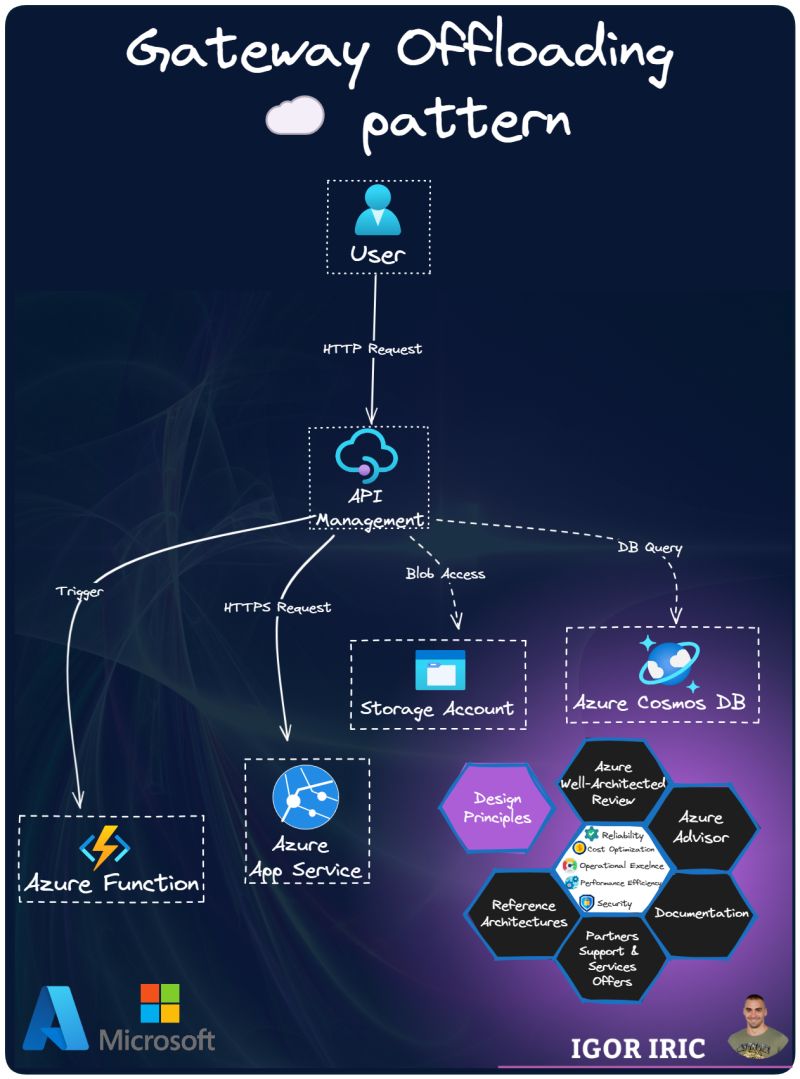 Gateway Offloading
pattern
User
HTTP Request
API
Management
DB Query
Blob Access
Trigger
HTTPS Request
Storage Account
Azure Cosmos DB
Azure Function
Azure
App Service
Design
Principles
Azure
Well-Architected
Review
Azure
Advisor
Reliability
Cost Optimization
Operational Excelnce
Performance Efficiency
Security
Reference
Architectures
Documentation
Partners
Support &
Services
Offers
Microsoft
IGOR IRIC